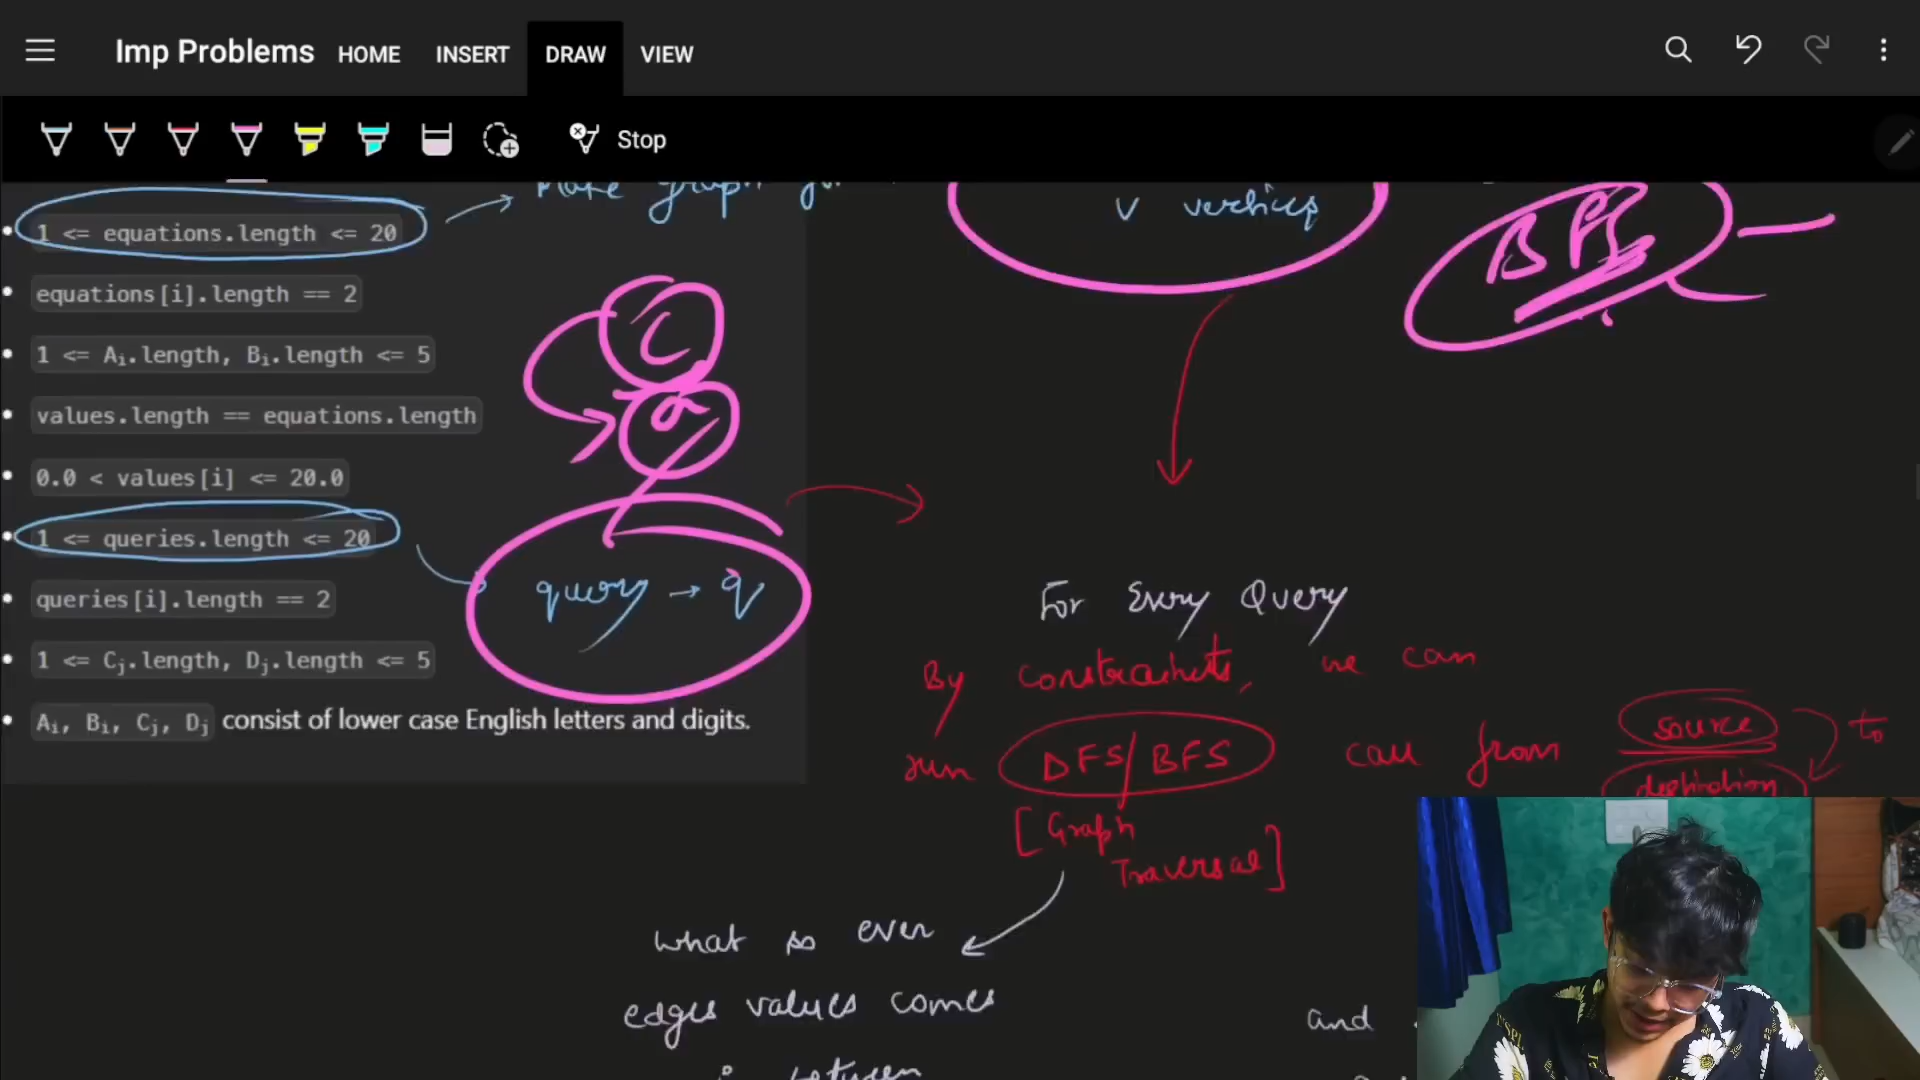 Imp Problems HOME INSERT DRAW VIEW
Stop
Make graph
1 <= equations.length <= 20
equations[i].length == 2
1 <= Ai.length, Bi.length <= 5
values.length == equations.length
0.0 < values[i] <= 20.0
1 <= queries.length <= 20
queries[i].length == 2
1 <= Cj.length, Dj.length <= 5
Ai, Bi, Cj, Dj consist of lower case English letters and digits.
C
query → q
V vertices
For Every Query
By constraints, we can
run DFS/BFS call from source to
destination
[Graph
Traversal]
what so ever
edges values comes
in between
and